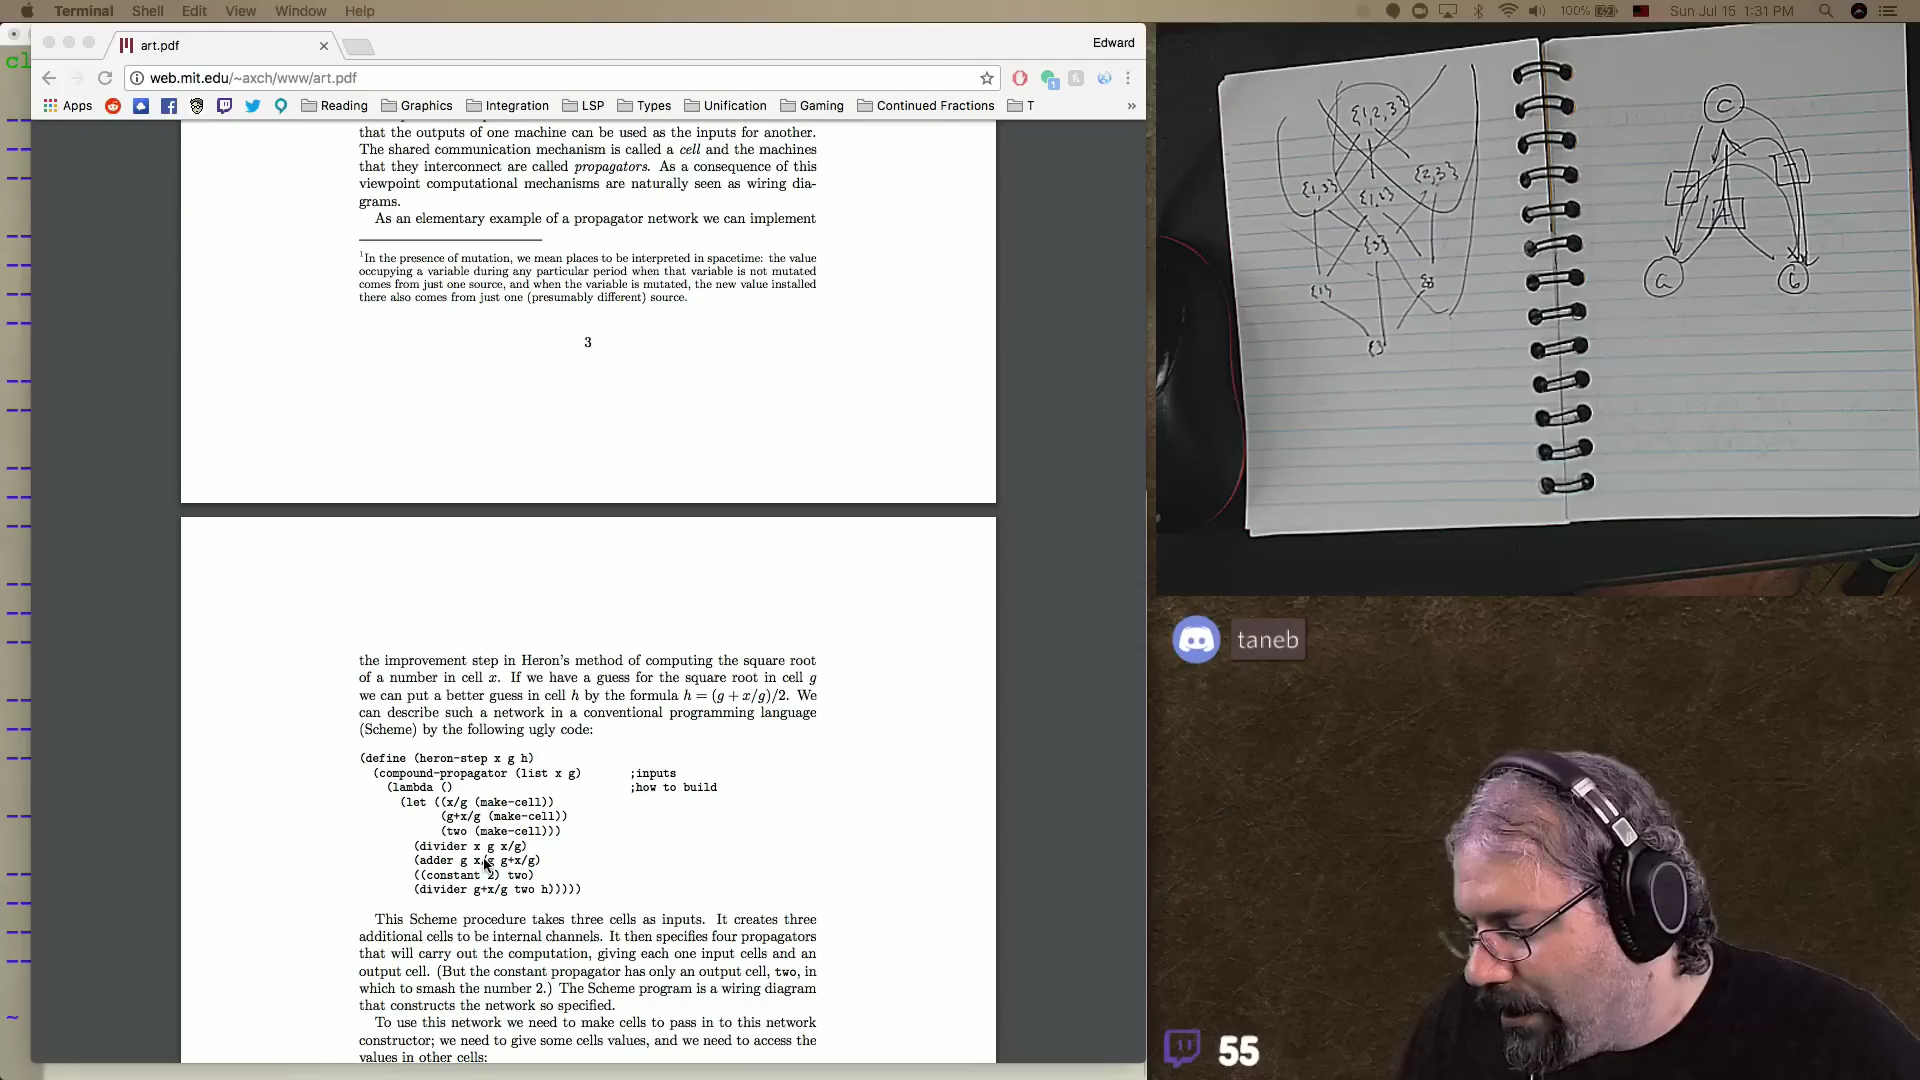 Terminal Shell Edit View Window Help
100% Sun Jul 15 1:31 PM
art.pdf
Edward
web.mit.edu/~axch/www/art.pdf
Apps Reading Graphics Integration LSP Types Unification Gaming Continued Fractions T »
cl
that the outputs of one machine can be used as the inputs for another.
The shared communication mechanism is called a cell and the machines
that they interconnect are called propagators. As a consequence of this
viewpoint computational mechanisms are naturally seen as wiring dia-
grams.
As an elementary example of a propagator network we can implement
1In the presence of mutation, we mean places to be interpreted in spacetime: the value
occupying a variable during any particular period when that variable is not mutated
comes from just one source, and when the variable is mutated, the new value installed
there also comes from just one (presumably different) source.
3
the improvement step in Heron's method of computing the square root
of a number in cell x. If we have a guess for the square root in cell g
we can put a better guess in cell h by the formula h = (g + x/g)/2. We
can describe such a network in a conventional programming language
(Scheme) by the following ugly code:
(define (heron-step x g h)
(compound-propagator (list x g) ;inputs
(lambda () ;how to build
(let ((x/g (make-cell))
(g+x/g (make-cell))
(two (make-cell)))
(divider x g x/g)
(adder g x/g g+x/g)
((constant 2) two)
(divider g+x/g two h)))))
This Scheme procedure takes three cells as inputs. It creates three
additional cells to be internal channels. It then specifies four propagators
that will carry out the computation, giving each one input cells and an
output cell. (But the constant propagator has only an output cell, two, in
which to smash the number 2.) The Scheme program is a wiring diagram
that constructs the network so specified.
To use this network we need to make cells to pass in to this network
constructor; we need to give some cells values, and we need to access the
values in other cells:
~
{1,2,3}
{2,3}
{1}
C
taneb
55